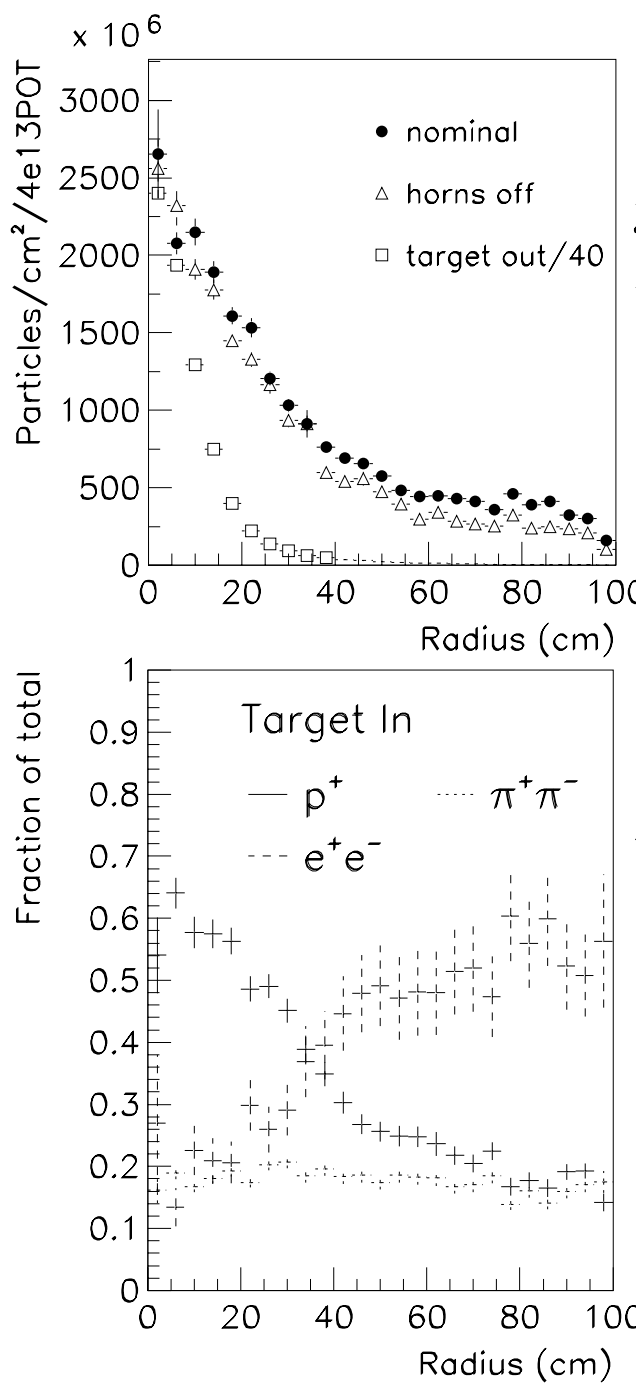 x 10⁶
Particles/cm²/4e13POT
3000
2500
2000
1500
1000
500
0
nominal
horns off
target out/40
0 20 40 60 80 100
Radius (cm)
Fraction of total
1
0.9
0.8
0.7
0.6
0.5
0.4
0.3
0.2
0.1
0
Target In
p⁺ π⁺π⁻
e⁺e⁻
0 20 40 60 80 100
Radius (cm)